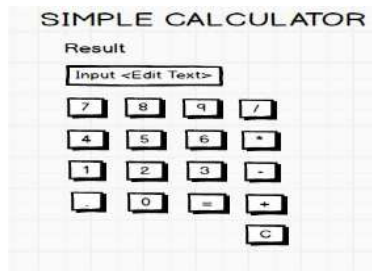 SIMPLE CALCULATOR
Result
Input <Edit Text>
7 8 9 /
4 5 6 *
1 2 3 -
. 0 = +
C